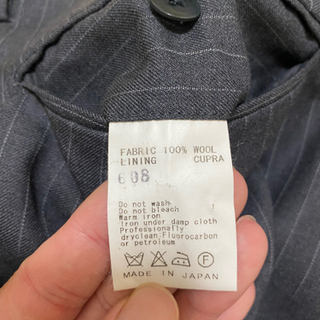 FABRIC 100% WOOL
LINING CUPRA
608
Do not wash
Do not bleach
Warm iron
Iron under damp cloth
Professionally
dryclean:Fluorocarbon
or petroleum
F
MADE IN JAPAN